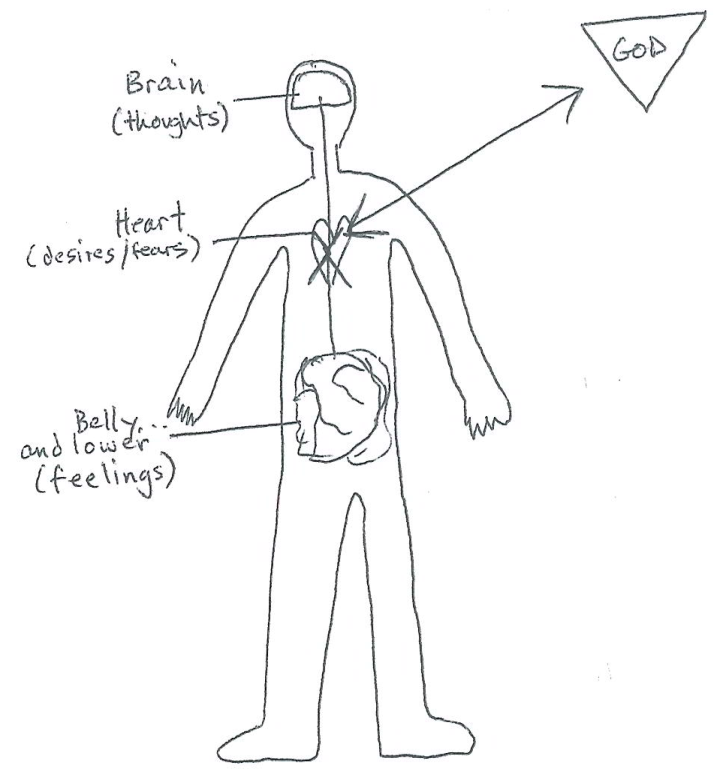 GOD
Brain
(thoughts)
Heart
(desires/fears)
Belly...
and lower
(feelings)